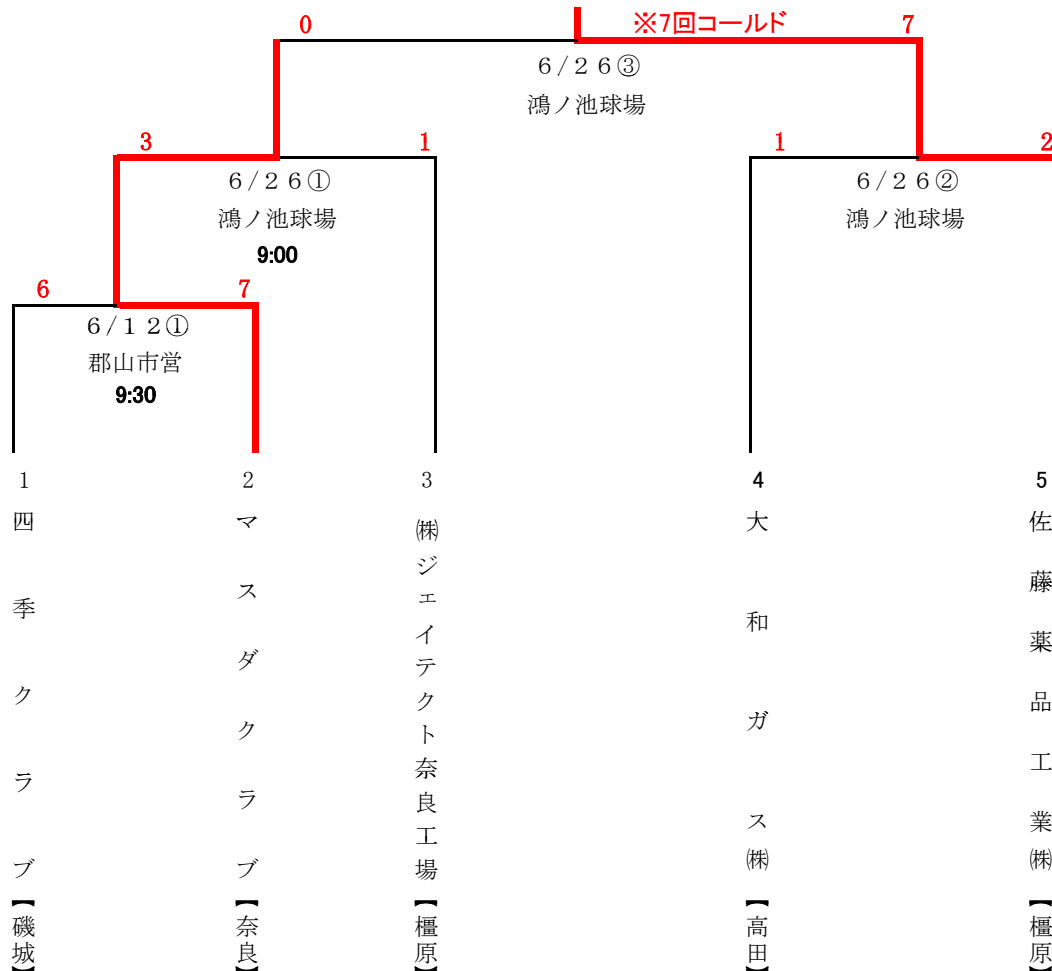 0
※7回コールド
7
6/26③
鴻ノ池球場
3
1
1
2
6/26①
鴻ノ池球場
9:00
6/26②
鴻ノ池球場
6
7
6/12①
郡山市営
9:30
1
四季クラブ【磯城】
2
マスダクラブ【奈良】
3
㈱ジェイテクト奈良工場【橿原】
4
大和ガス㈱【高田】
5
佐藤薬品工業㈱【橿原】